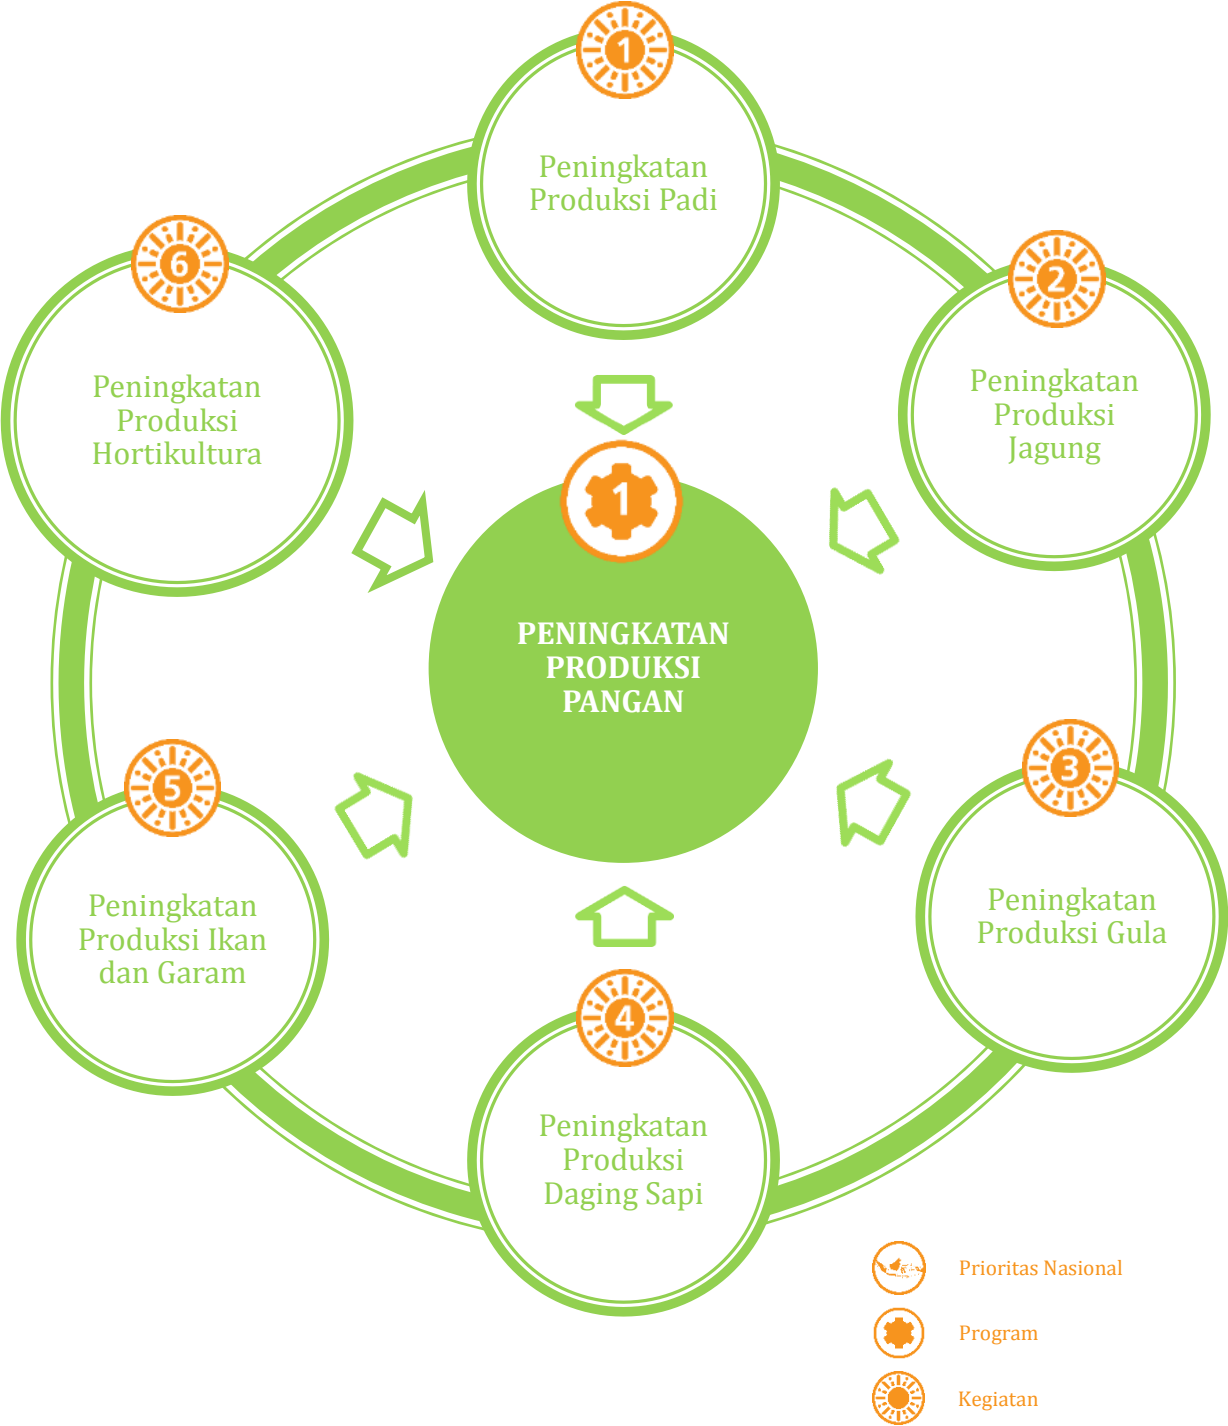 1
Peningkatan
Produksi Padi
2
Peningkatan
Produksi
Jagung
3
Peningkatan
Produksi Gula
4
Peningkatan
Produksi
Daging Sapi
5
Peningkatan
Produksi Ikan
dan Garam
6
Peningkatan
Produksi
Hortikultura
1
PENINGKATAN
PRODUKSI
PANGAN
Prioritas Nasional
Program
Kegiatan